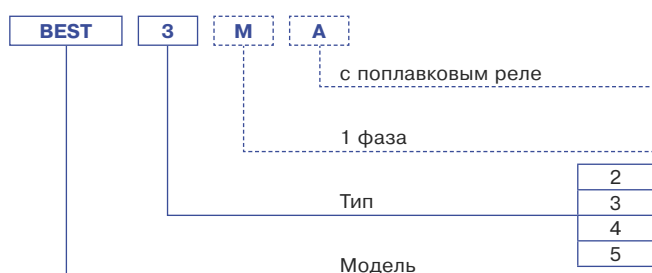 BEST 3 M A
с поплавковым реле
1 фаза
2
Тип 3
4
5
Модель